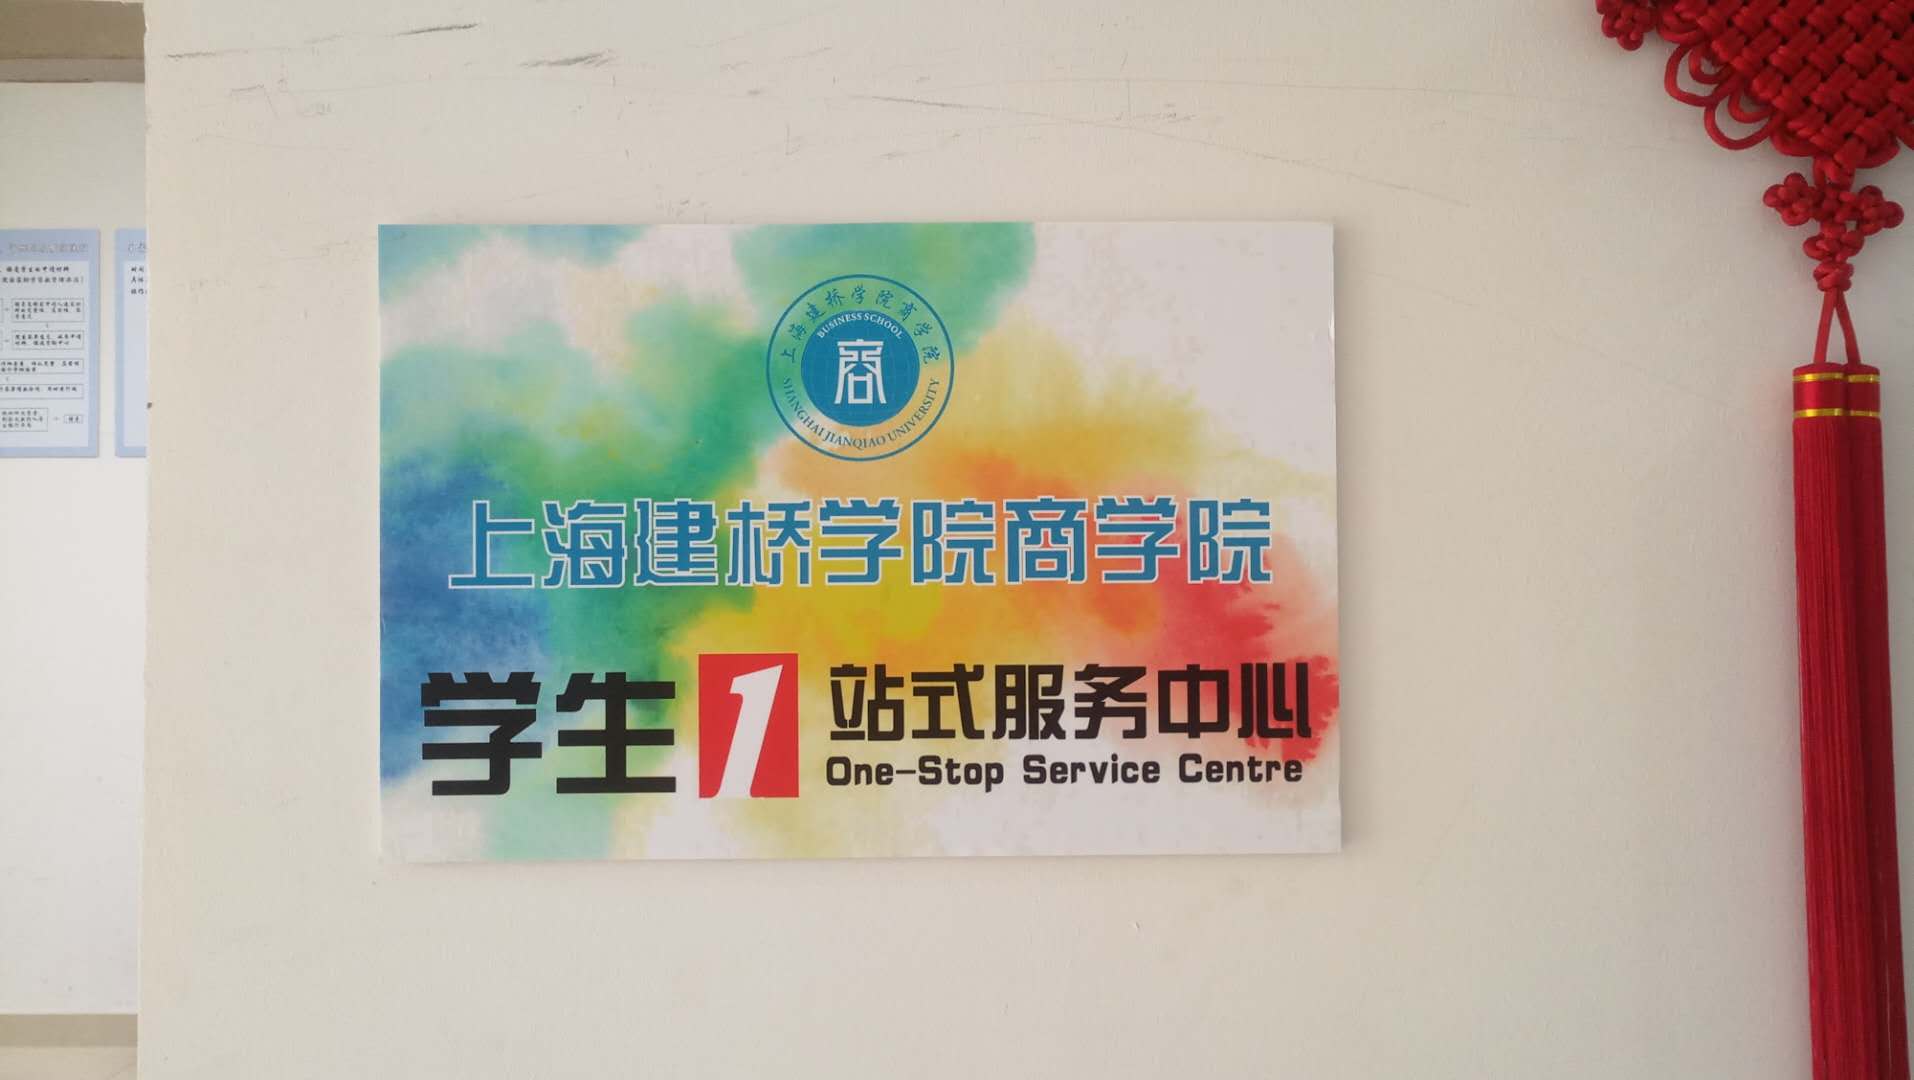 上海建桥学院商学院
BUSINESS SCHOOL
商
SHANGHAI JIANQIAO UNIVERSITY
上海建桥学院商学院
学生1站式服务中心
One-Stop Service Centre